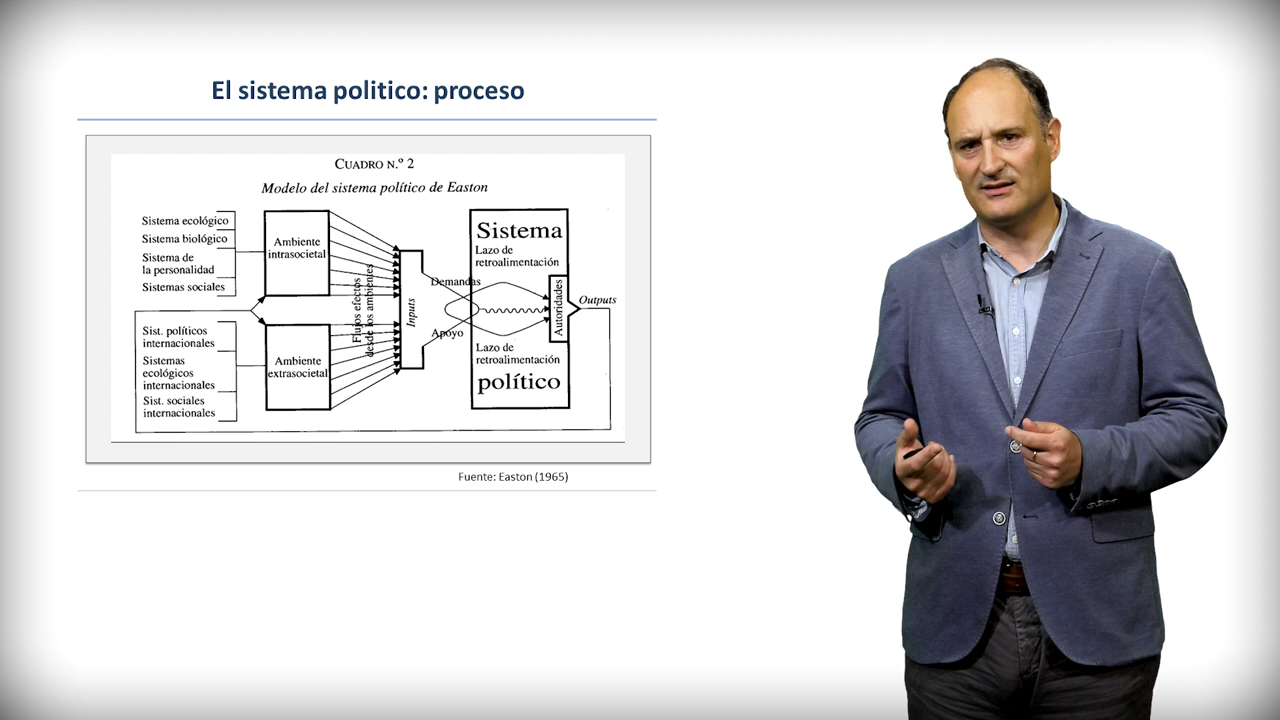 El sistema politico: proceso
CUADRO N.º 2
Modelo del sistema político de Easton
Sistema ecológico
Sistema biológico
Sistema de
la personalidad
Sistemas sociales
Ambiente
intrasocietal
Sist. políticos
internacionales
Sistemas
ecológicos
internacionales
Sist. sociales
internacionales
Ambiente
extrasocietal
Flujos efectos
desde los ambientes
Inputs
Demandas
Apoyo
Sistema
Lazo de
retroalimentación
Autoridades
Lazo de
retroalimentación
político
Outputs
Fuente: Easton (1965)